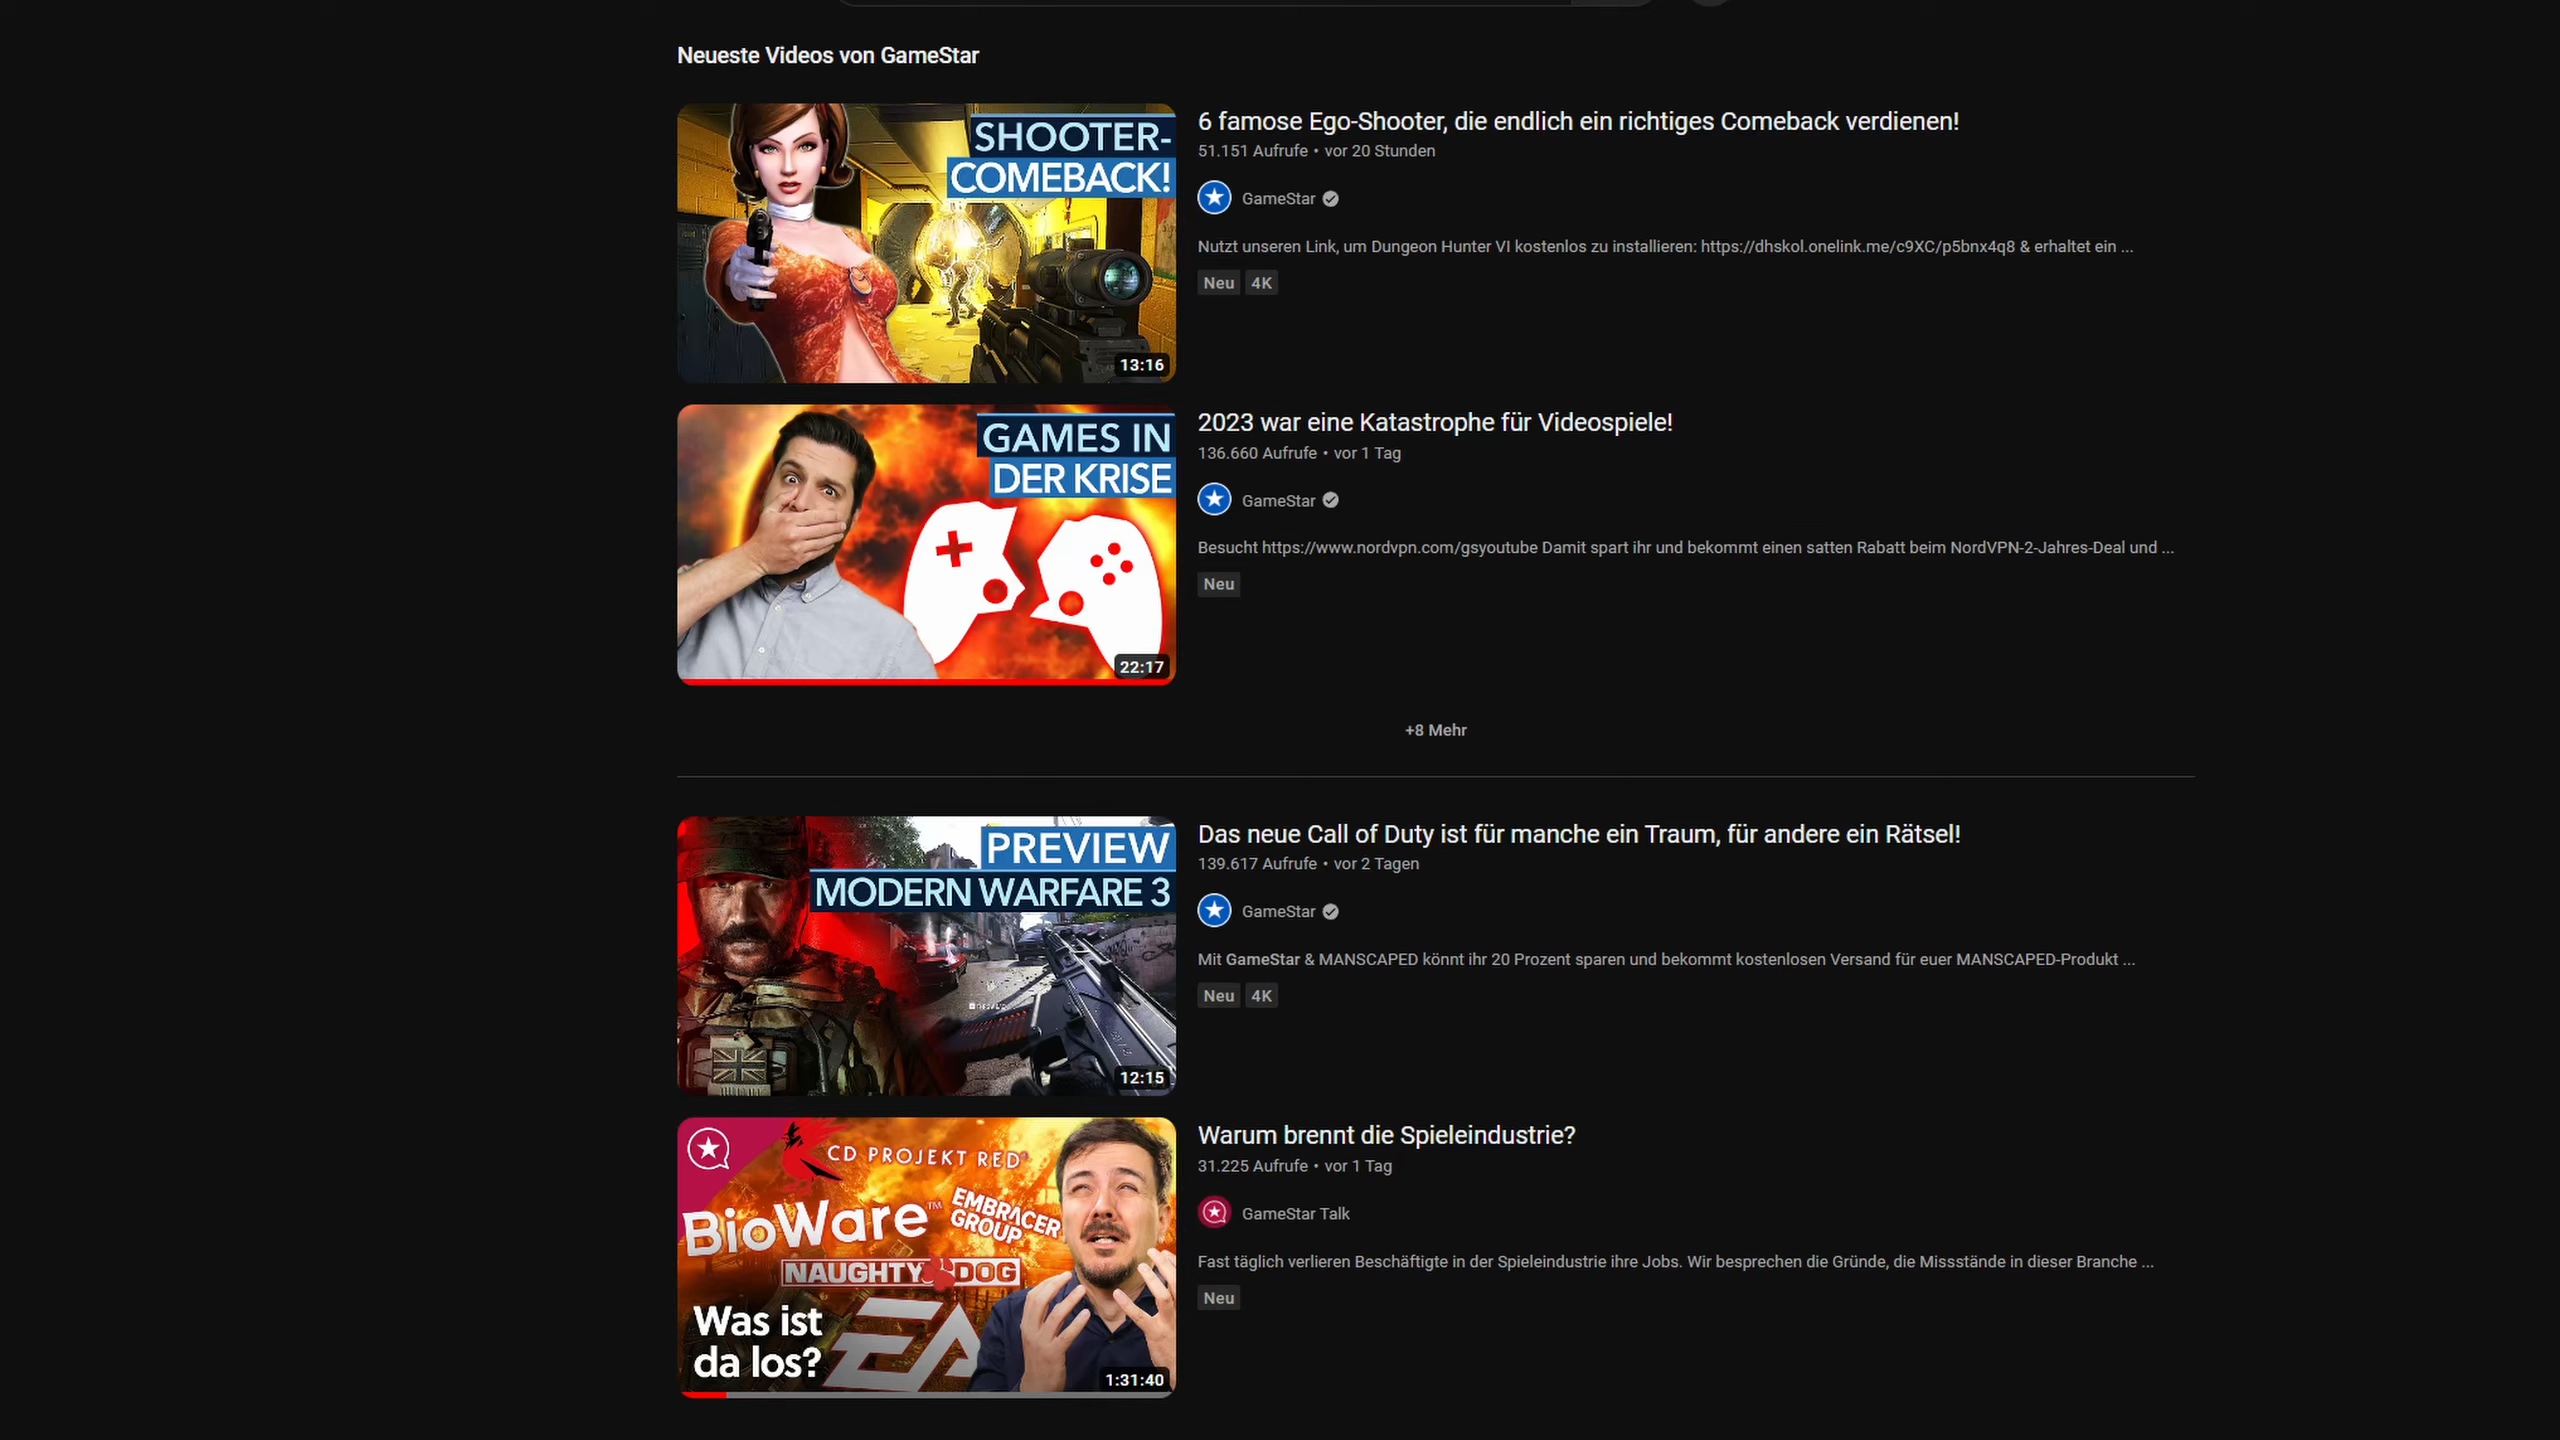 Neueste Videos von GameStar
SHOOTER-
COMEBACK!
13:16
6 famose Ego-Shooter, die endlich ein richtiges Comeback verdienen!
51.151 Aufrufe • vor 20 Stunden
GameStar
Nutzt unseren Link, um Dungeon Hunter VI kostenlos zu installieren: https://dhskol.onelink.me/c9XC/p5bnx4q8 & erhaltet ein ...
Neu 4K
GAMES IN
DER KRISE
22:17
2023 war eine Katastrophe für Videospiele!
136.660 Aufrufe • vor 1 Tag
GameStar
Besucht https://www.nordvpn.com/gsyoutube Damit spart ihr und bekommt einen satten Rabatt beim NordVPN-2-Jahres-Deal und ...
Neu
+8 Mehr
PREVIEW
MODERN WARFARE 3
12:15
Das neue Call of Duty ist für manche ein Traum, für andere ein Rätsel!
139.617 Aufrufe • vor 2 Tagen
GameStar
Mit GameStar & MANSCAPED könnt ihr 20 Prozent sparen und bekommt kostenlosen Versand für euer MANSCAPED-Produkt ...
Neu 4K
CD PROJEKT RED
BioWare™
EMBRACER
GROUP
NAUGHTY DOG
EA
Was ist
da los?
1:31:40
Warum brennt die Spieleindustrie?
31.225 Aufrufe • vor 1 Tag
GameStar Talk
Fast täglich verlieren Beschäftigte in der Spieleindustrie ihre Jobs. Wir besprechen die Gründe, die Missstände in dieser Branche ...
Neu